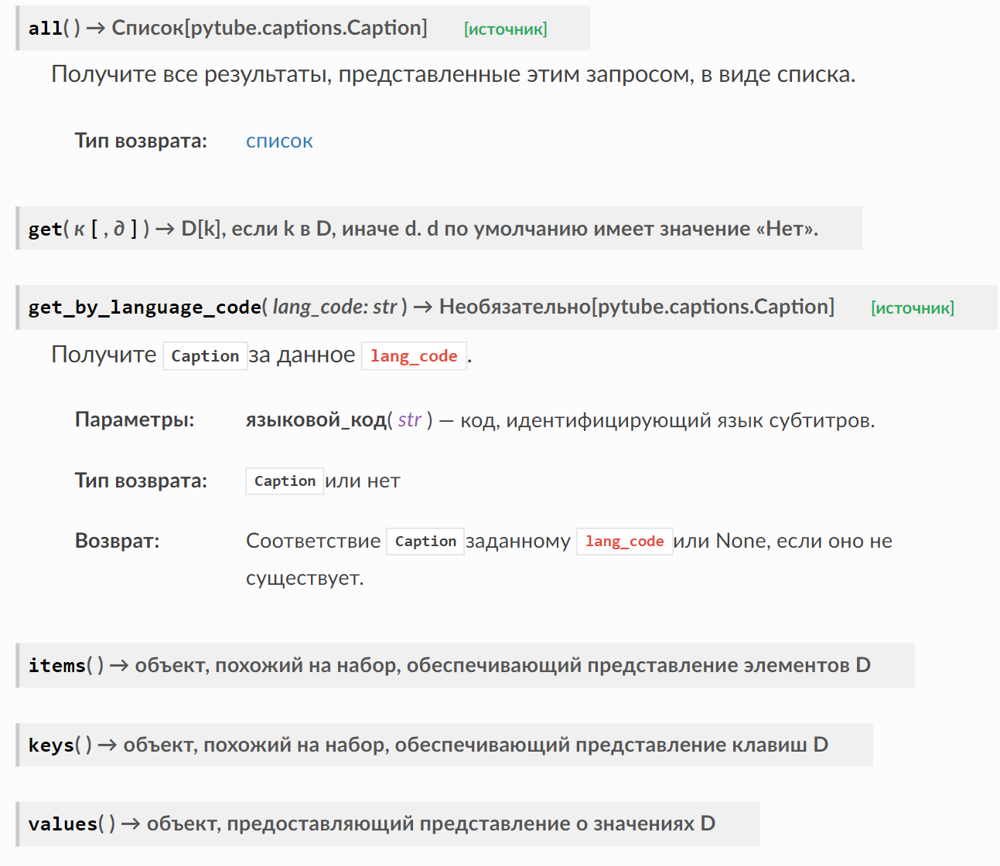 all() → Список[pytube.captions.Caption] [источник]
Получите все результаты, представленные этим запросом, в виде списка.
Тип возврата: список
get( к [ , д ] ) → D[k], если k в D, иначе d. d по умолчанию имеет значение «Нет».
get_by_language_code( lang_code: str ) → Необязательно[pytube.captions.Caption] [источник]
Получите Caption за данное lang_code .
Параметры: языковой_код( str ) — код, идентифицирующий язык субтитров.
Тип возврата: Caption или нет
Возврат: Соответствие Caption заданному lang_code или None, если оно не
существует.
items() → объект, похожий на набор, обеспечивающий представление элементов D
keys() → объект, похожий на набор, обеспечивающий представление клавиш D
values() → объект, предоставляющий представление о значениях D